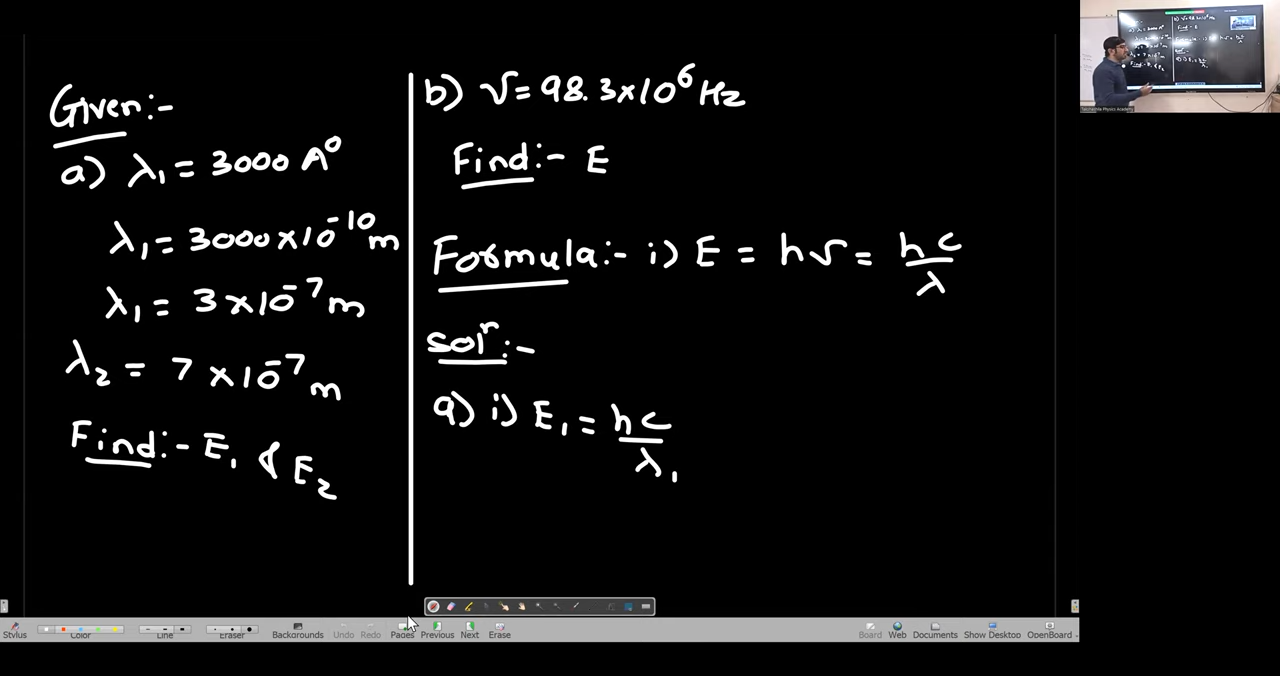 Given:-
a) λ₁ = 3000 A⁰
λ₁ = 3000 × 10⁻¹⁰ m
λ₁ = 3 × 10⁻⁷ m
λ₂ = 7 × 10⁻⁷ m
Find:- E₁ & E₂
b) ν = 98.3 × 10⁶ Hz
Find:- E
Formula:- i) E = hν = hc/λ
Solⁿ:-
a) i) E₁ = hc/λ₁
Stylus Color Line Eraser Backgrounds Undo Redo Pages Previous Next Erase Board Web Documents Show Desktop OpenBoard